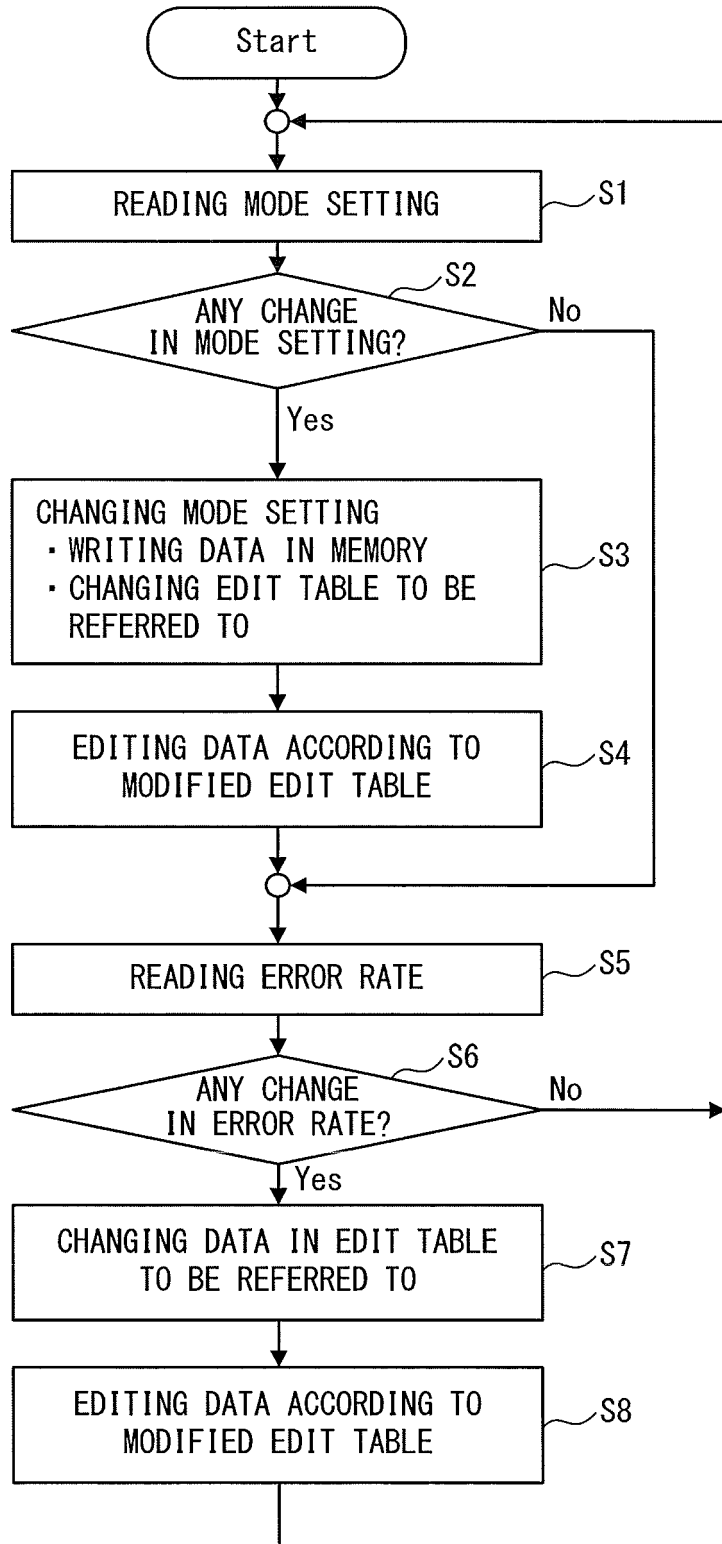 Start
READING MODE SETTING
S1
S2
ANY CHANGE
IN MODE SETTING?
No
Yes
CHANGING MODE SETTING
・WRITING DATA IN MEMORY
・CHANGING EDIT TABLE TO BE
REFERRED TO
S3
EDITING DATA ACCORDING TO
MODIFIED EDIT TABLE
S4
READING ERROR RATE
S5
S6
ANY CHANGE
IN ERROR RATE?
No
Yes
CHANGING DATA IN EDIT TABLE
TO BE REFERRED TO
S7
EDITING DATA ACCORDING TO
MODIFIED EDIT TABLE
S8